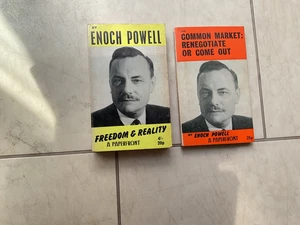 ENOCH POWELL
FREEDOM & REALITY
A PAPERFRONT
COMMON MARKET:
RENEGOTIATE
OR COME OUT
ENOCH POWELL
A PAPERFRONT